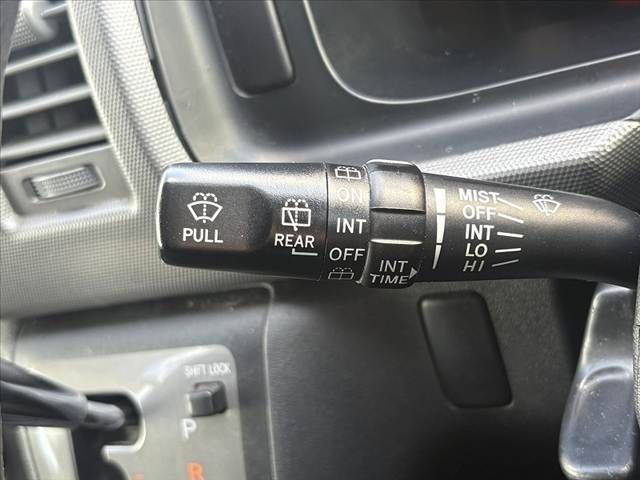 PULL
REAR
ON
INT
OFF
INT
TIME
MIST
OFF
INT
LO
HI
SHIFT LOCK
P
R